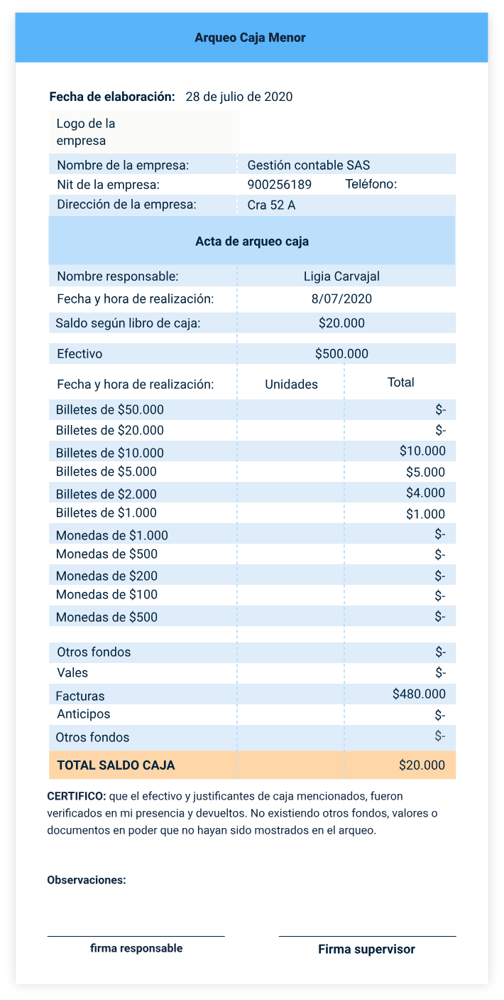 Arqueo Caja Menor
Fecha de elaboración: 28 de julio de 2020
Logo de la
empresa
Nombre de la empresa: Gestión contable SAS
Nit de la empresa: 900256189 Teléfono:
Dirección de la empresa: Cra 52 A
Acta de arqueo caja
Nombre responsable: Ligia Carvajal
Fecha y hora de realización: 8/07/2020
Saldo según libro de caja: $20.000
Efectivo $500.000
Fecha y hora de realización: Unidades Total
Billetes de $50.000 $-
Billetes de $20.000 $-
Billetes de $10.000 $10.000
Billetes de $5.000 $5.000
Billetes de $2.000 $4.000
Billetes de $1.000 $1.000
Monedas de $1.000 $-
Monedas de $500 $-
Monedas de $200 $-
Monedas de $100 $-
Monedas de $500 $-
Otros fondos $-
Vales $-
Facturas $480.000
Anticipos $-
Otros fondos $-
TOTAL SALDO CAJA $20.000
CERTIFICO: que el efectivo y justificantes de caja mencionados, fueron
verificados en mi presencia y devueltos. No existiendo otros fondos, valores o
documentos en poder que no hayan sido mostrados en el arqueo.
Observaciones:
firma responsable Firma supervisor